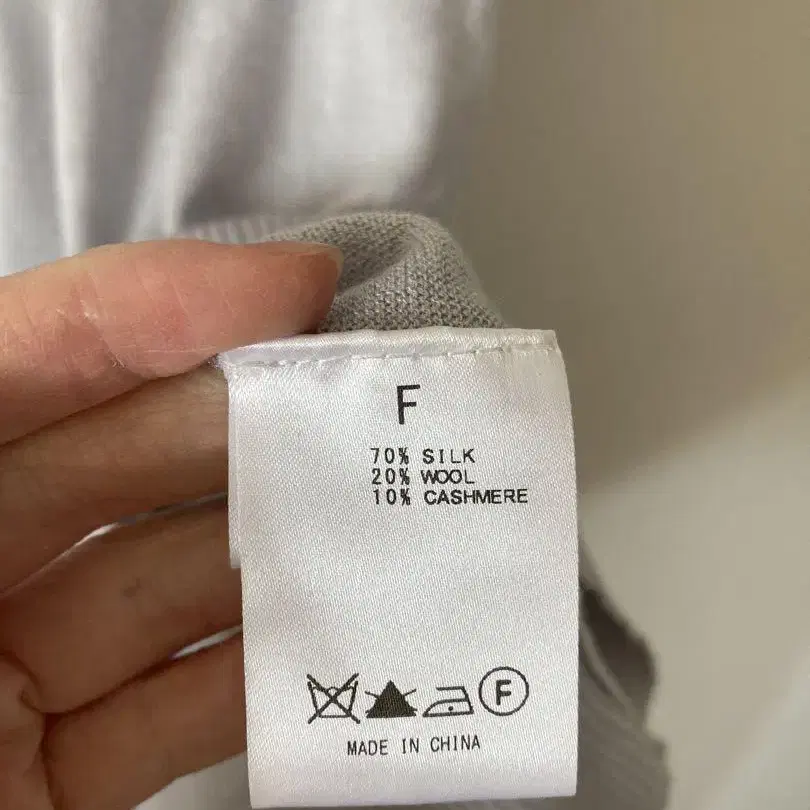 F
70% SILK
20% WOOL
10% CASHMERE
F
MADE IN CHINA